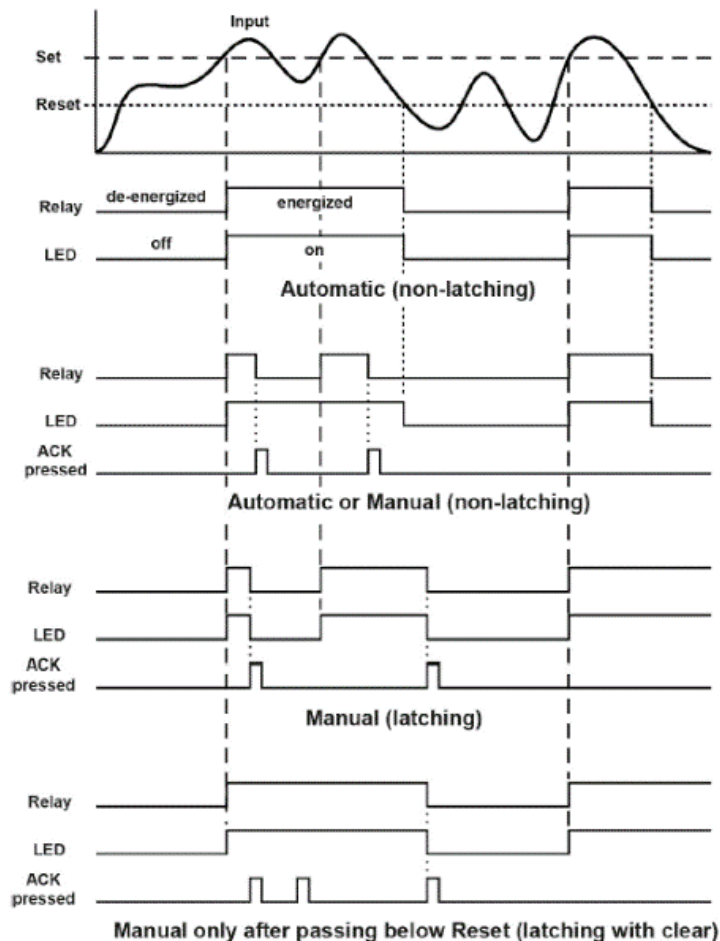 Input
Set
Reset
de-energized
energized
Relay
off
on
LED
Automatic (non-latching)
Relay
LED
ACK
pressed
Automatic or Manual (non-latching)
Relay
LED
ACK
pressed
Manual (latching)
Relay
LED
ACK
pressed
Manual only after passing below Reset (latching with clear)